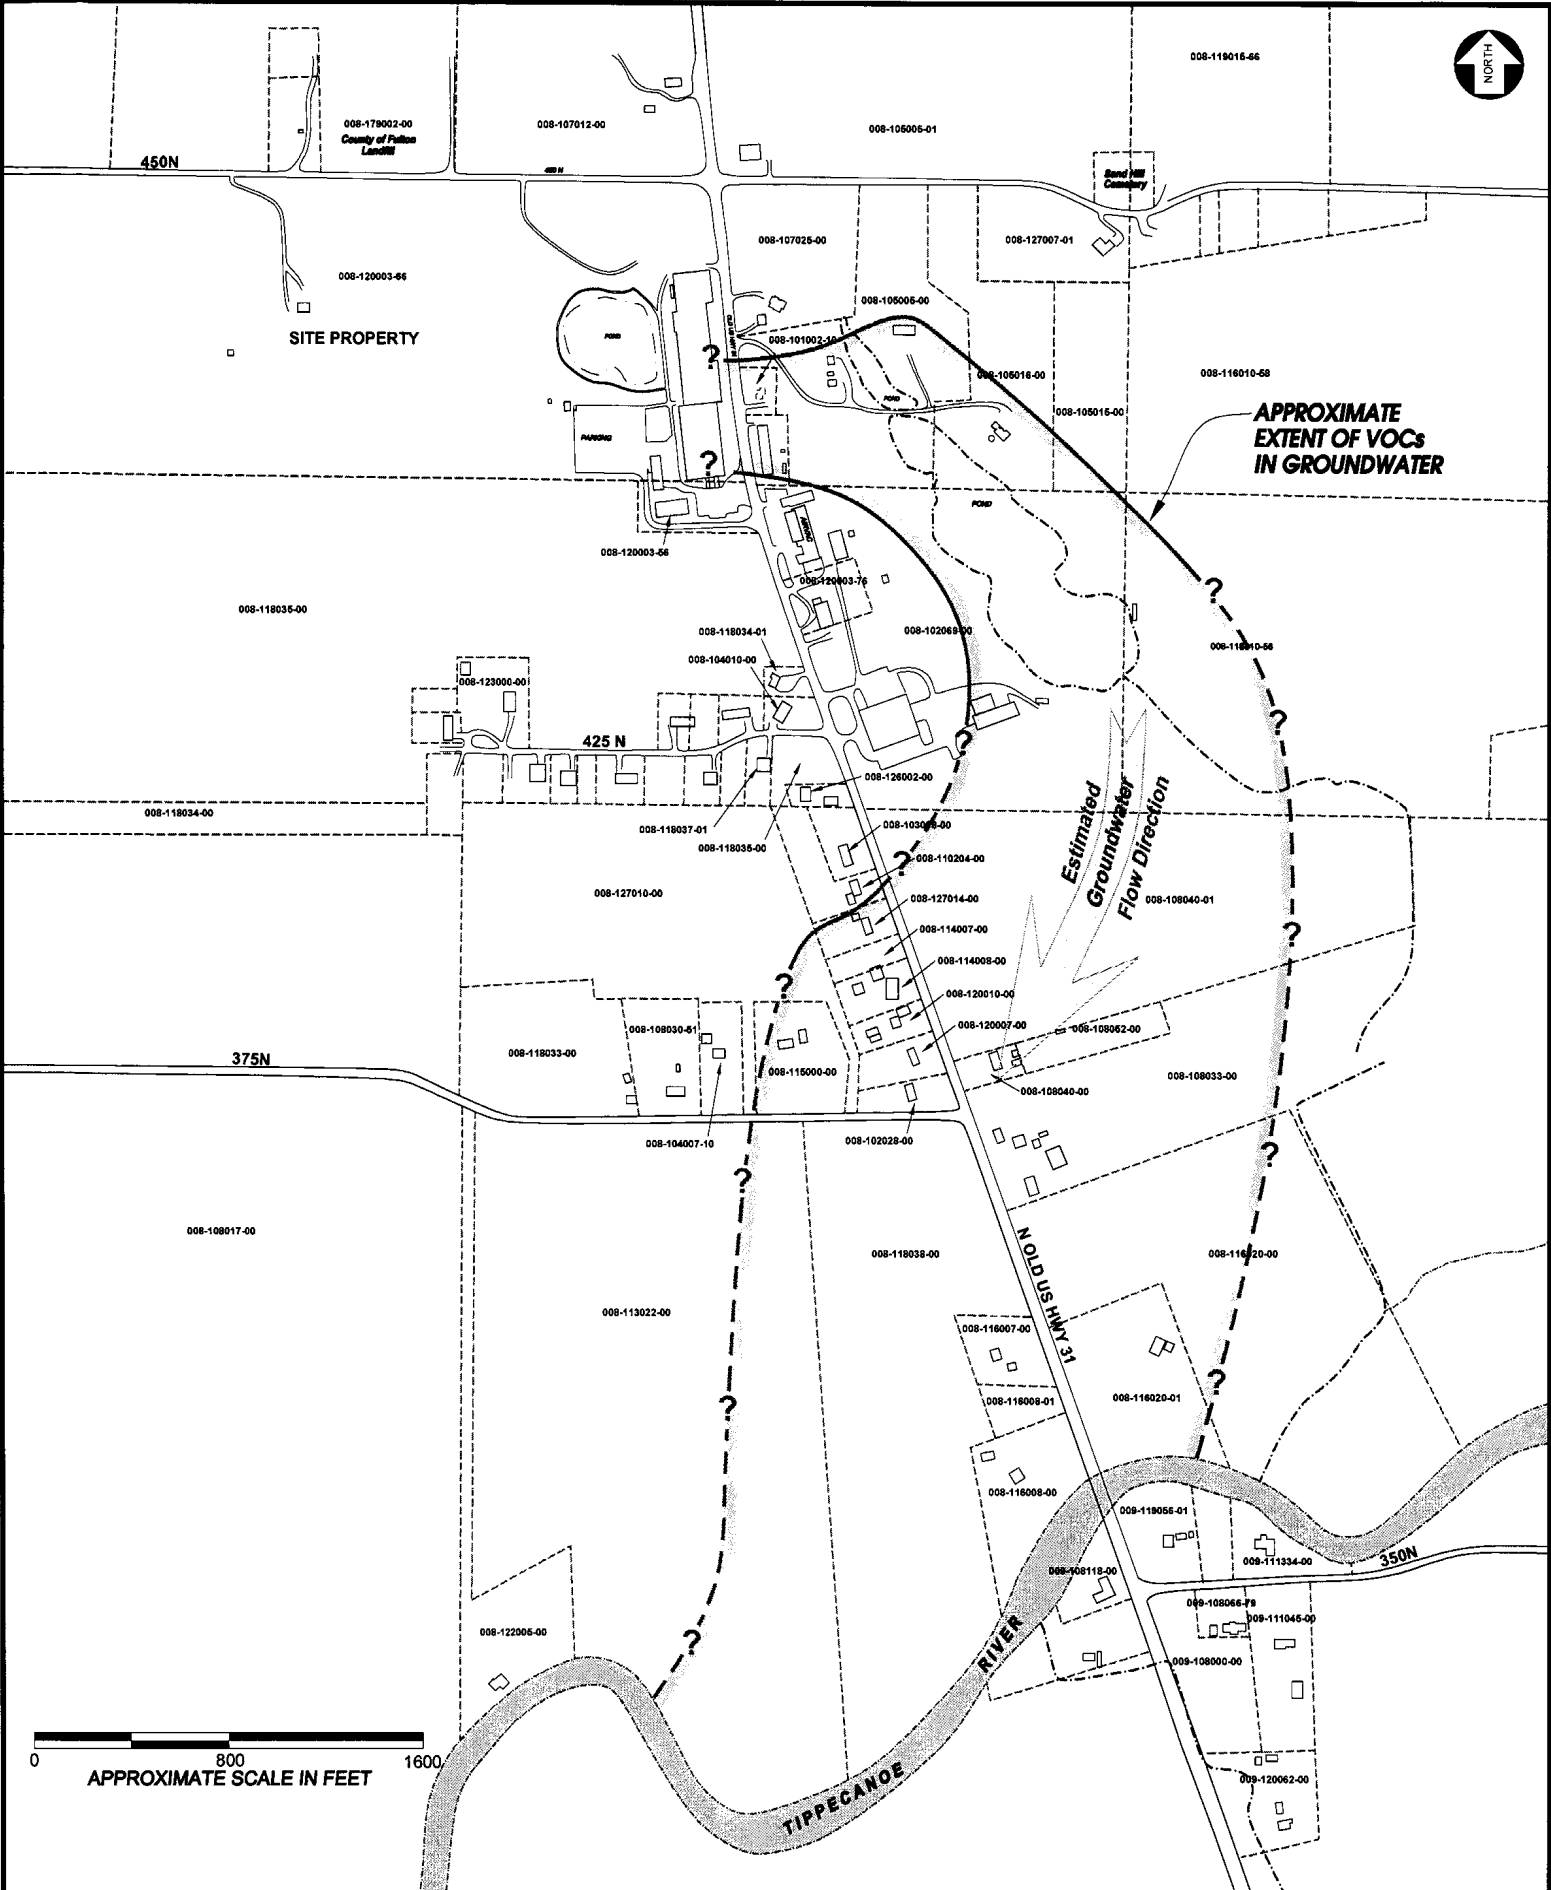 NORTH
008-119015-66
008-179002-00
County of Fulton
Landfill
008-107012-00
008-105005-01
450N
450 N
Sand Hill
Cemetery
008-107025-00
008-127007-01
008-120003-66
008-105005-00
SITE PROPERTY
POND
OLD US HWY 31
008-101002-10
?
008-105016-00
008-116010-58
POND
008-105015-00
APPROXIMATE
EXTENT OF VOCs
IN GROUNDWATER
PARKING
?
POND
008-120003-56
008-120003-76
?
008-118035-00
008-118034-01
008-102069-00
008-104010-00
008-123000-00
?
425 N
?
008-126002-00
Estimated
Groundwater
Flow Direction
008-118034-00
008-118037-01
008-118035-00
008-110204-00
?
008-127010-00
008-127014-00
008-108040-01
008-114007-00
?
008-114008-00
?
008-120010-00
008-120007-00
008-108030-51
008-108052-00
375N
008-118033-00
008-115000-00
008-108033-00
008-108040-00
008-104007-10
008-102028-00
?
?
008-108017-00
N OLD US HWY 31
008-118038-00
008-113022-00
008-116007-00
?
008-116008-01
008-116020-01
?
008-116008-00
009-119055-01
009-111334-00
350N
009-108118-00
009-108066-79
009-111045-00
008-122005-00
?
009-108000-00
0
800
1600
APPROXIMATE SCALE IN FEET
TIPPECANOE
RIVER
009-120062-00